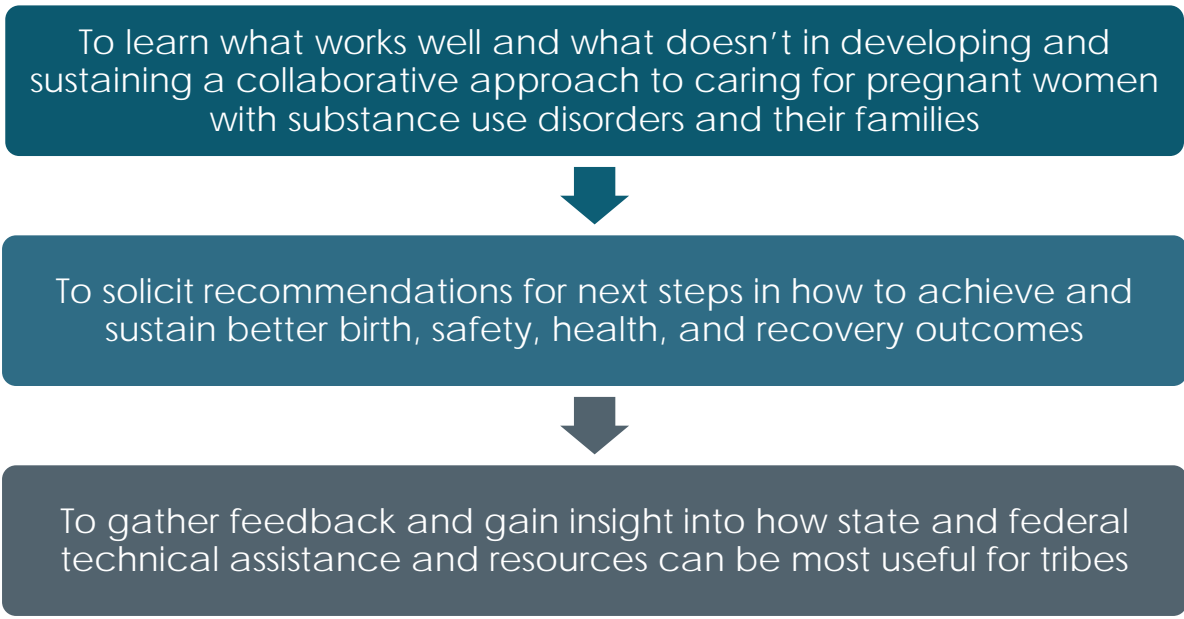 To learn what works well and what doesn’t in developing and
sustaining a collaborative approach to caring for pregnant women
with substance use disorders and their families
To solicit recommendations for next steps in how to achieve and
sustain better birth, safety, health, and recovery outcomes
To gather feedback and gain insight into how state and federal
technical assistance and resources can be most useful for tribes